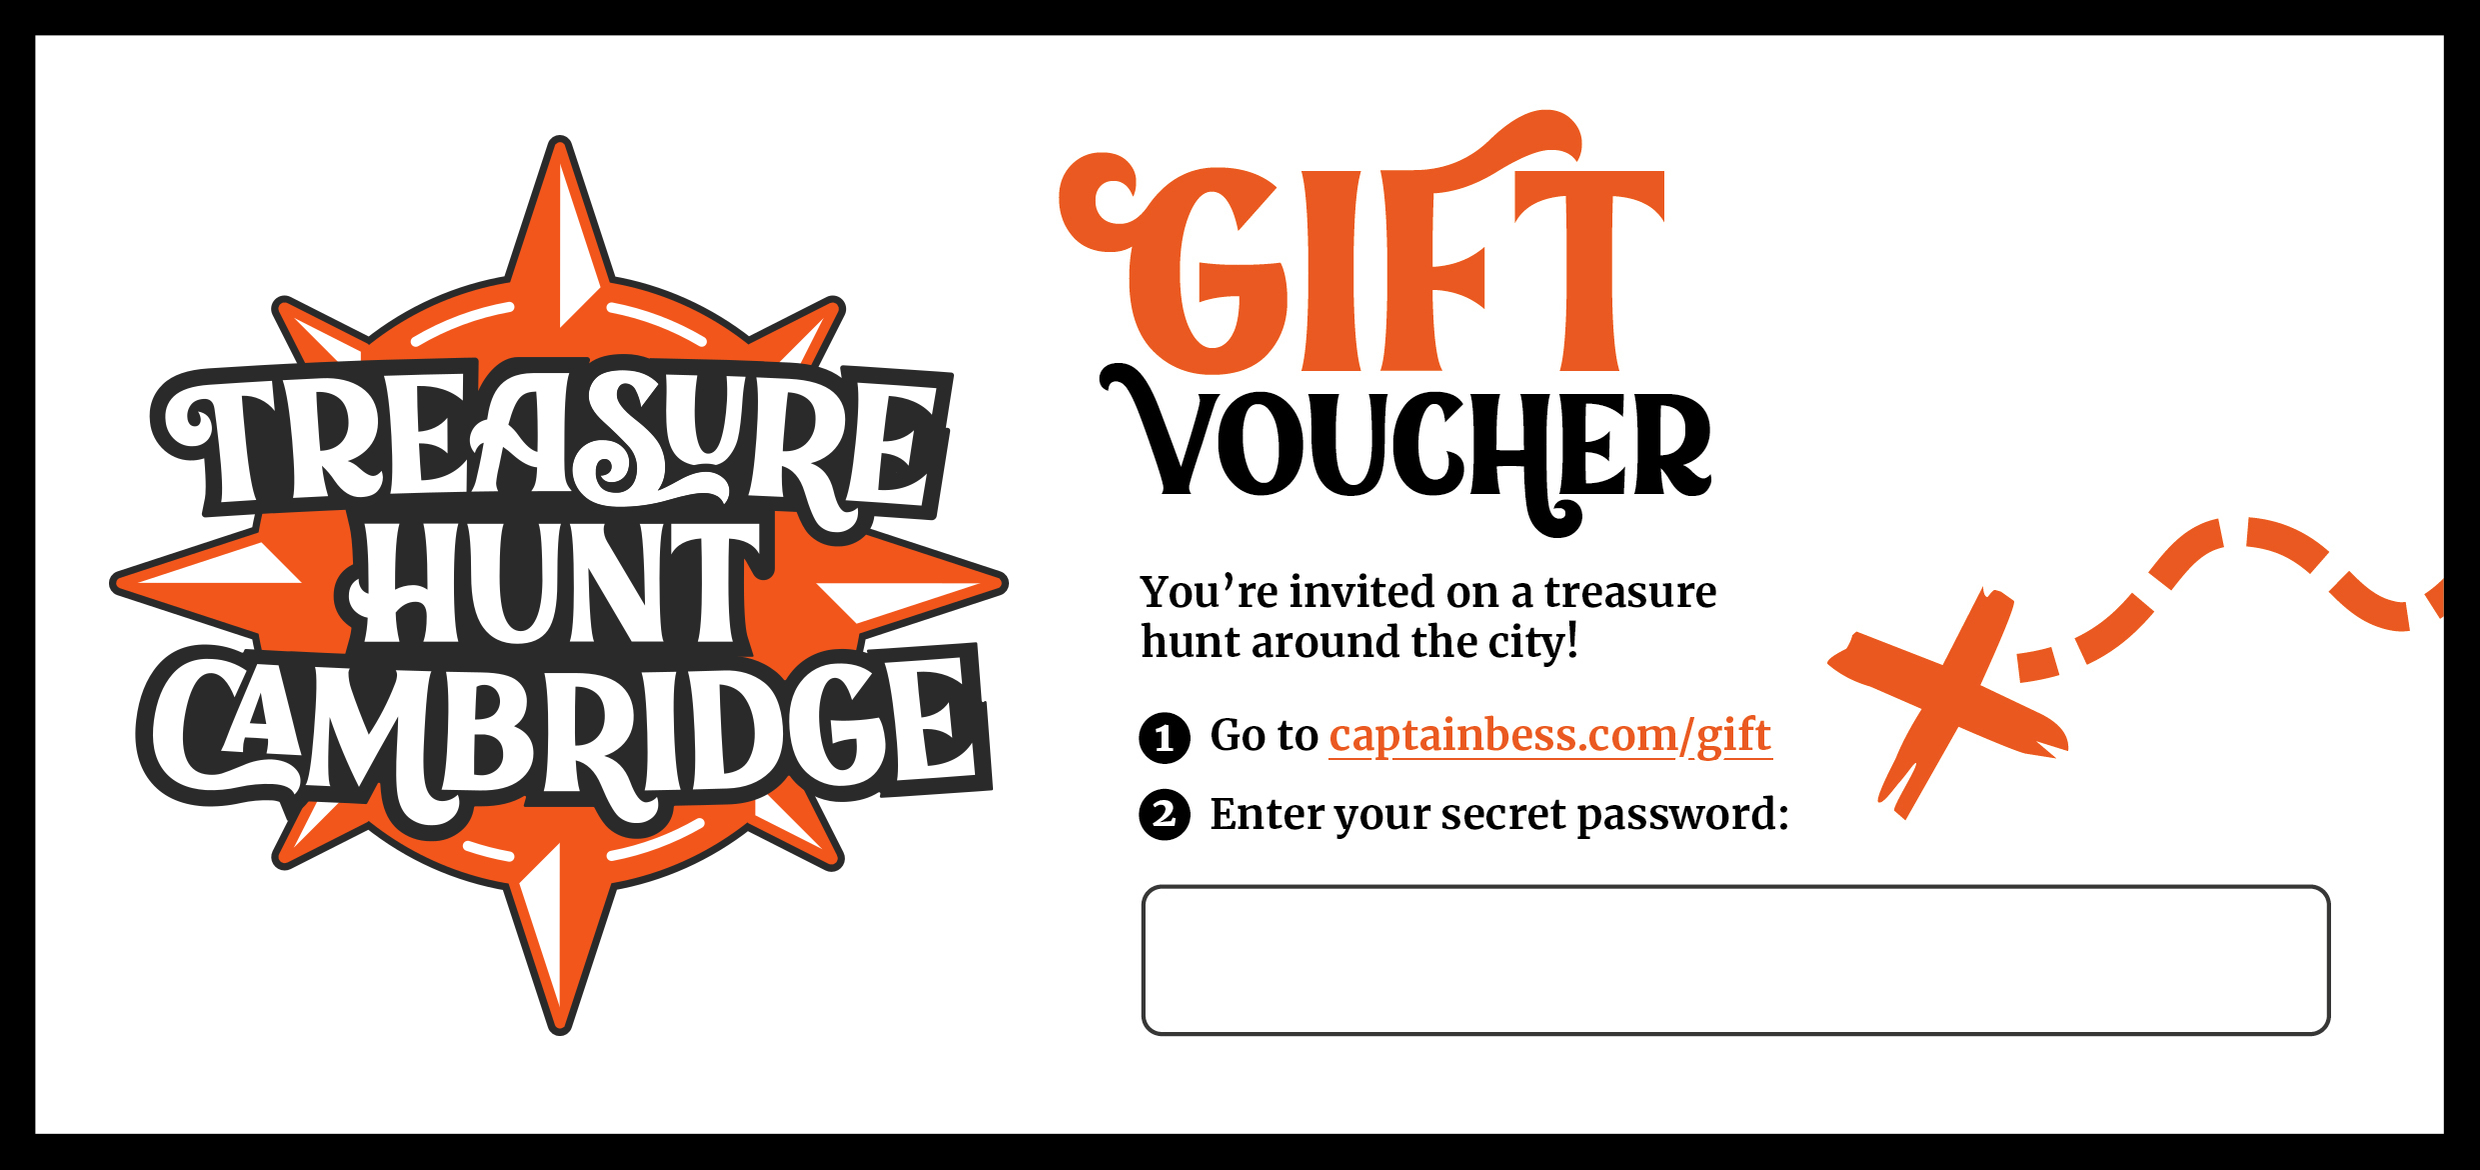 TREASURE
HUNT
CAMBRIDGE
GIFT
VOUCHER
You’re invited on a treasure
hunt around the city!
1 Go to captainbess.com/gift
2 Enter your secret password: